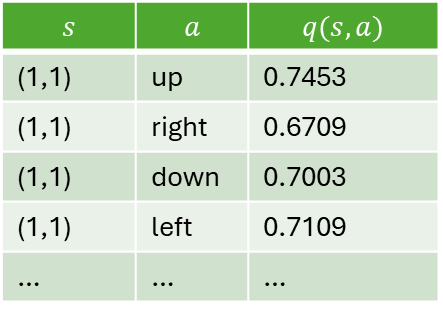 s a q(s,a)
(1,1) up 0.7453
(1,1) right 0.6709
(1,1) down 0.7003
(1,1) left 0.7109
... ... ...